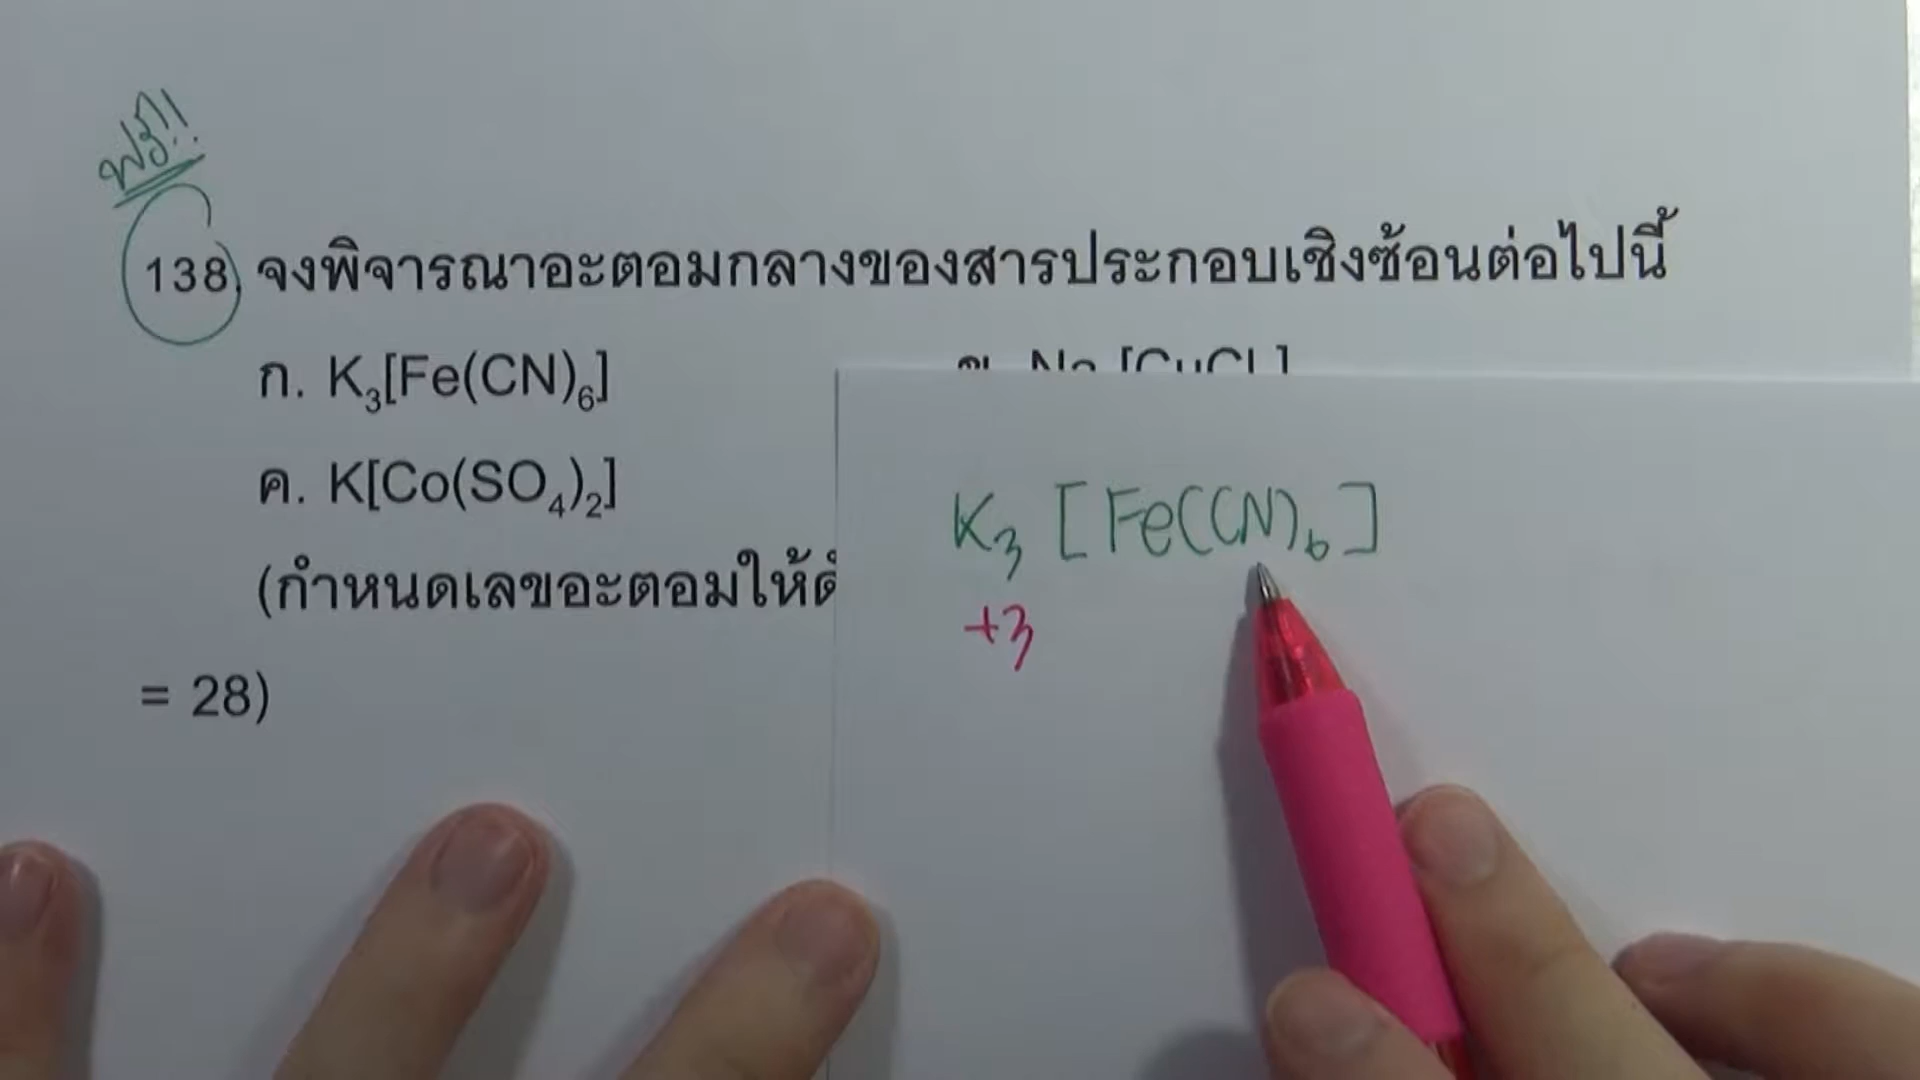 ฟรี!!
138. จงพิจารณาอะตอมกลางของสารประกอบเชิงซ้อนต่อไปนี้
ก. K₃[Fe(CN)₆]
ค. K[Co(SO₄)₂]
(กำหนดเลขอะตอมให้
= 28)
K₃ [Fe(CN)₆]
+3